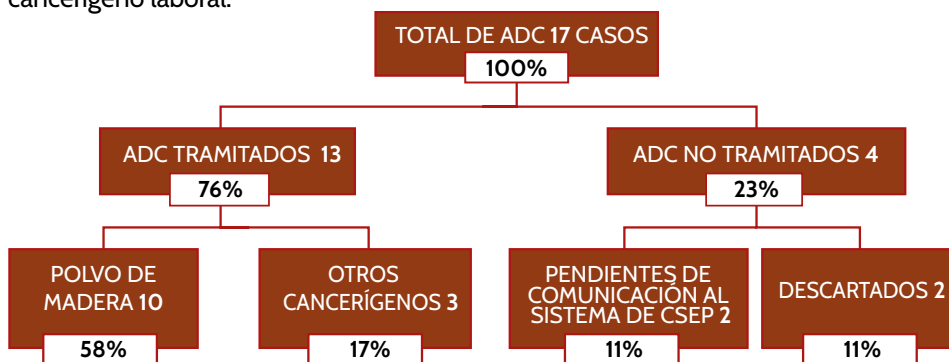 cancerígeno laboral.
TOTAL DE ADC 17 CASOS
100%
ADC TRAMITADOS 13
76%
ADC NO TRAMITADOS 4
23%
POLVO DE
MADERA 10
58%
OTROS
CANCERÍGENOS 3
17%
PENDIENTES DE
COMUNICACIÓN AL
SISTEMA DE CSEP 2
11%
DESCARTADOS 2
11%